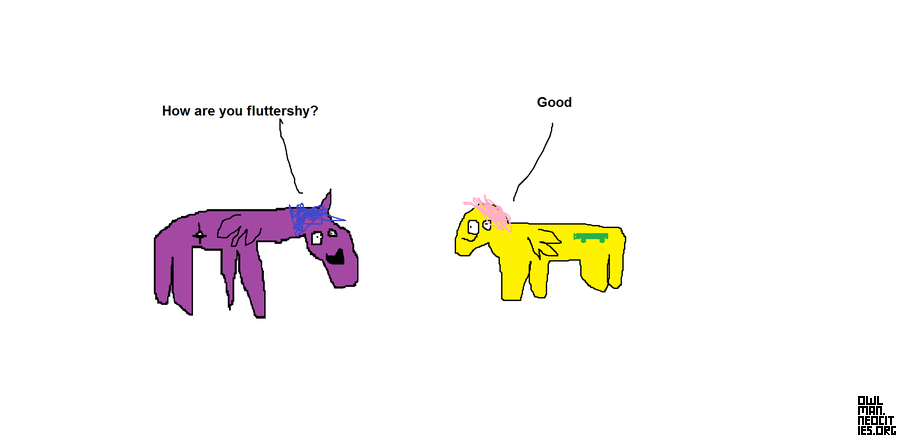 How are you fluttershy?
Good
OWL
MAN.
NEOCIT
IES.ORG